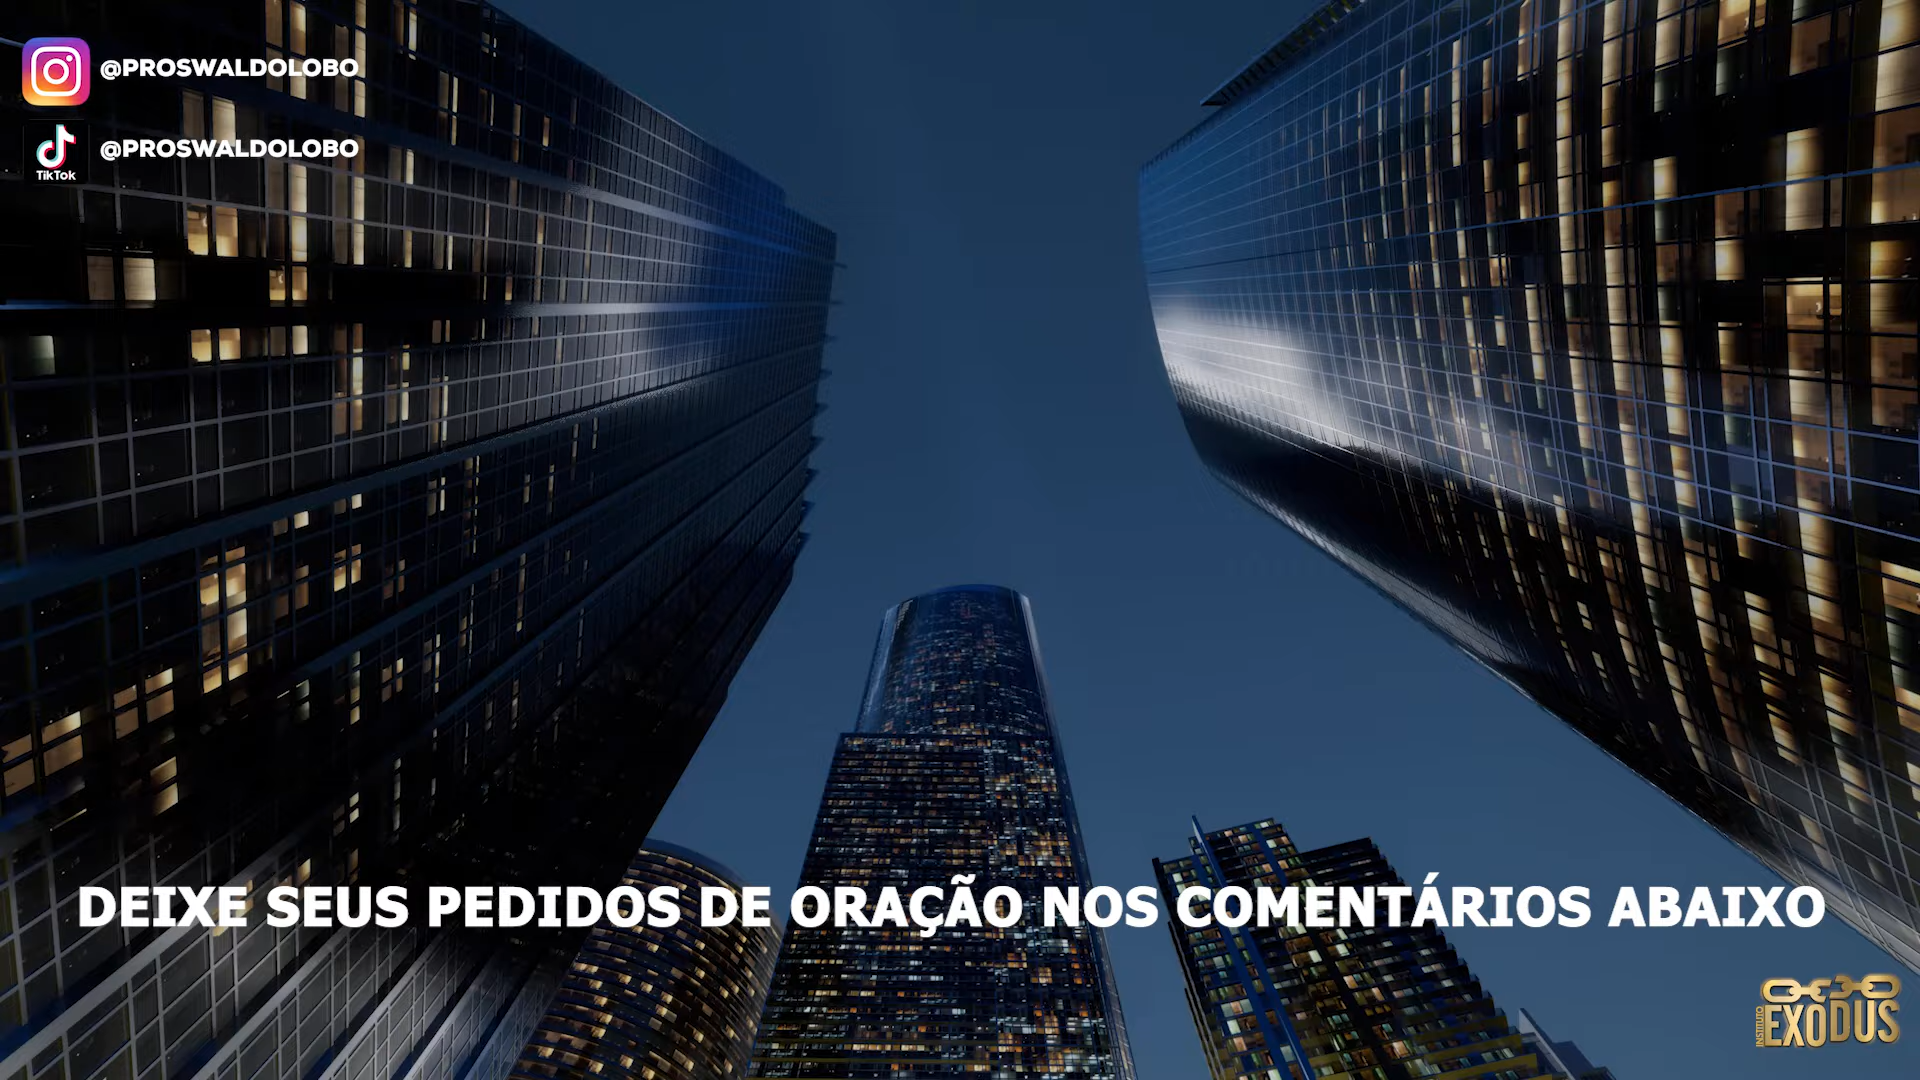 @PROSWALDOLOBO
TikTok
@PROSWALDOLOBO
DEIXE SEUS PEDIDOS DE ORAÇÃO NOS COMENTÁRIOS ABAIXO
INSTITUTO
EXODUS